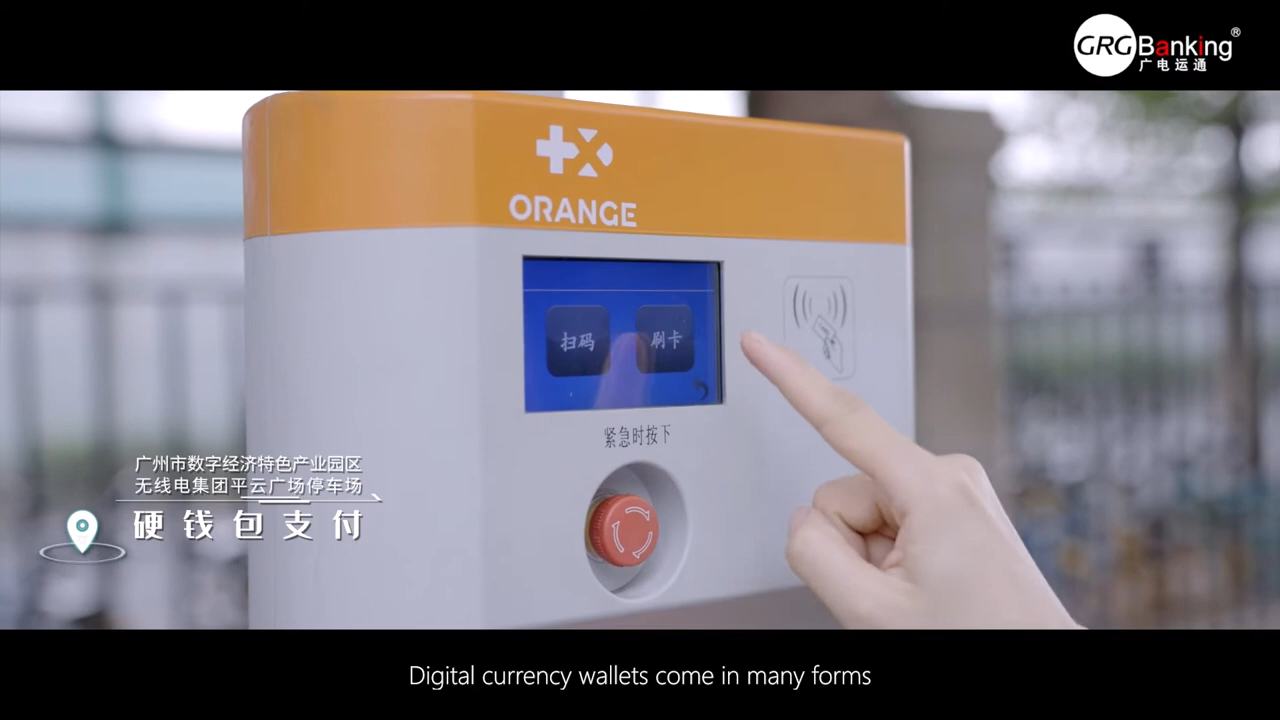 GRGBanking®
广电运通
ORANGE
扫码
刷卡
紧急时按下
广州市数字经济特色产业园区
无线电集团平云广场停车场
硬钱包支付
Digital currency wallets come in many forms